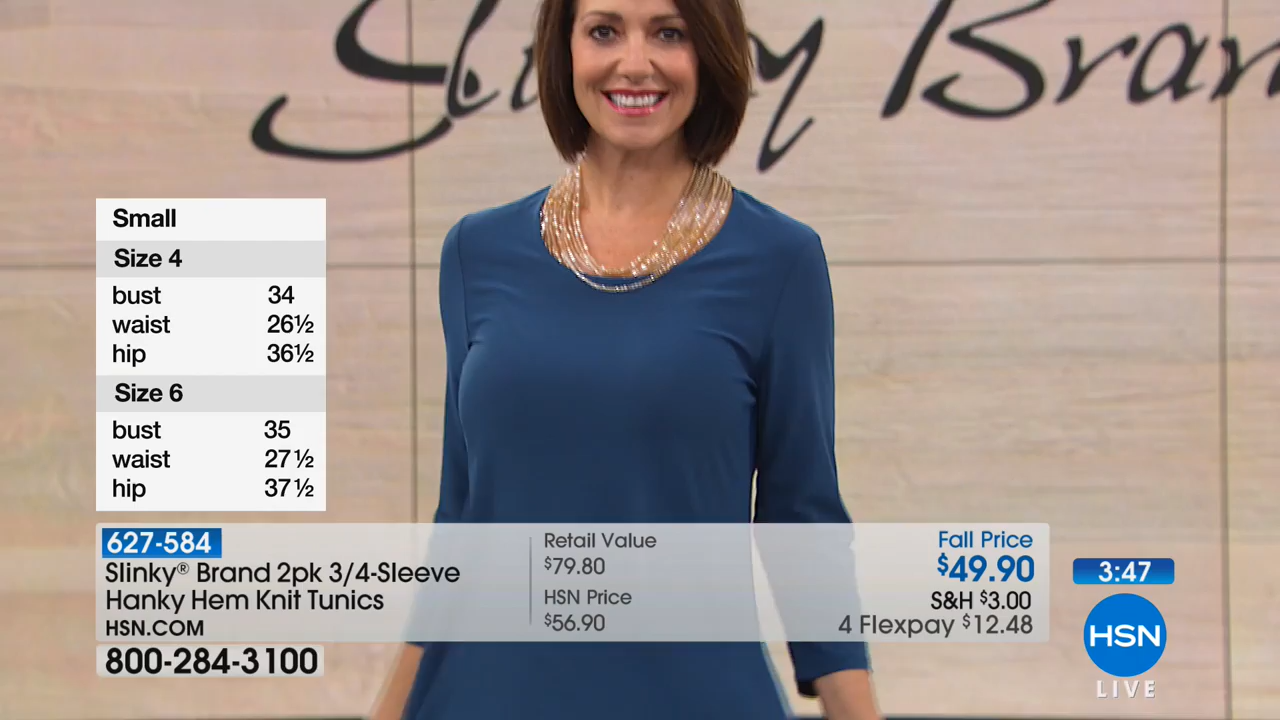 Slinky Bran
Small
Size 4
bust 34
waist 26½
hip 36½
Size 6
bust 35
waist 27½
hip 37½
627-584
Slinky® Brand 2pk 3/4-Sleeve
Hanky Hem Knit Tunics
HSN.COM
800-284-3100
Retail Value
$79.80
HSN Price
$56.90
Fall Price
$49.90
S&H $3.00
4 Flexpay $12.48
3:47
HSN
LIVE